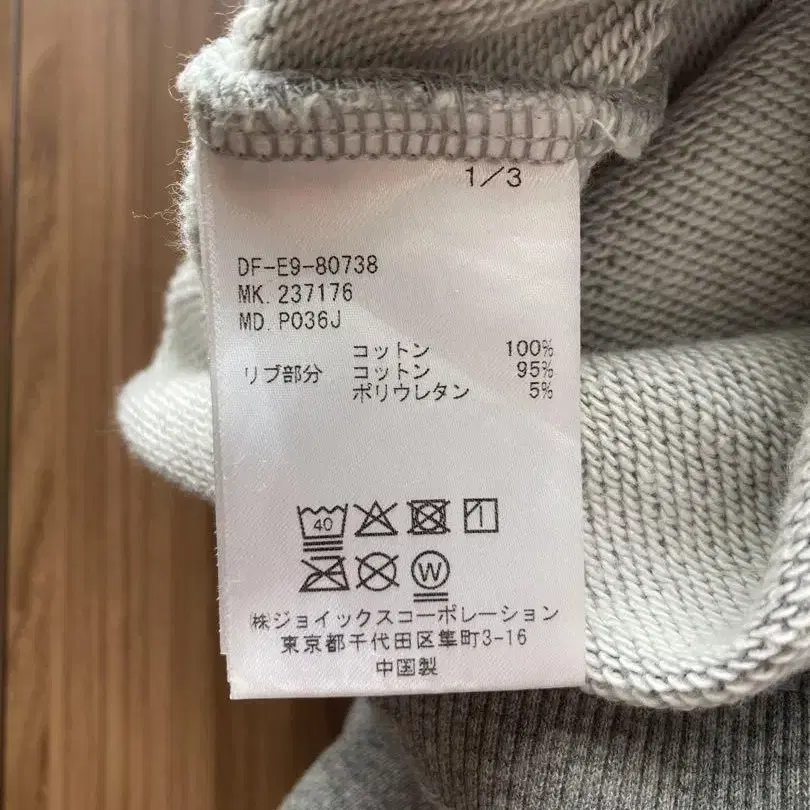 1/3
DF-E9-80738
MK. 237176
MD. P036J
コットン 100%
リブ部分 コットン 95%
ポリウレタン 5%
40
W
㈱ジョイックスコーポレーション
東京都千代田区隼町3-16
中国製